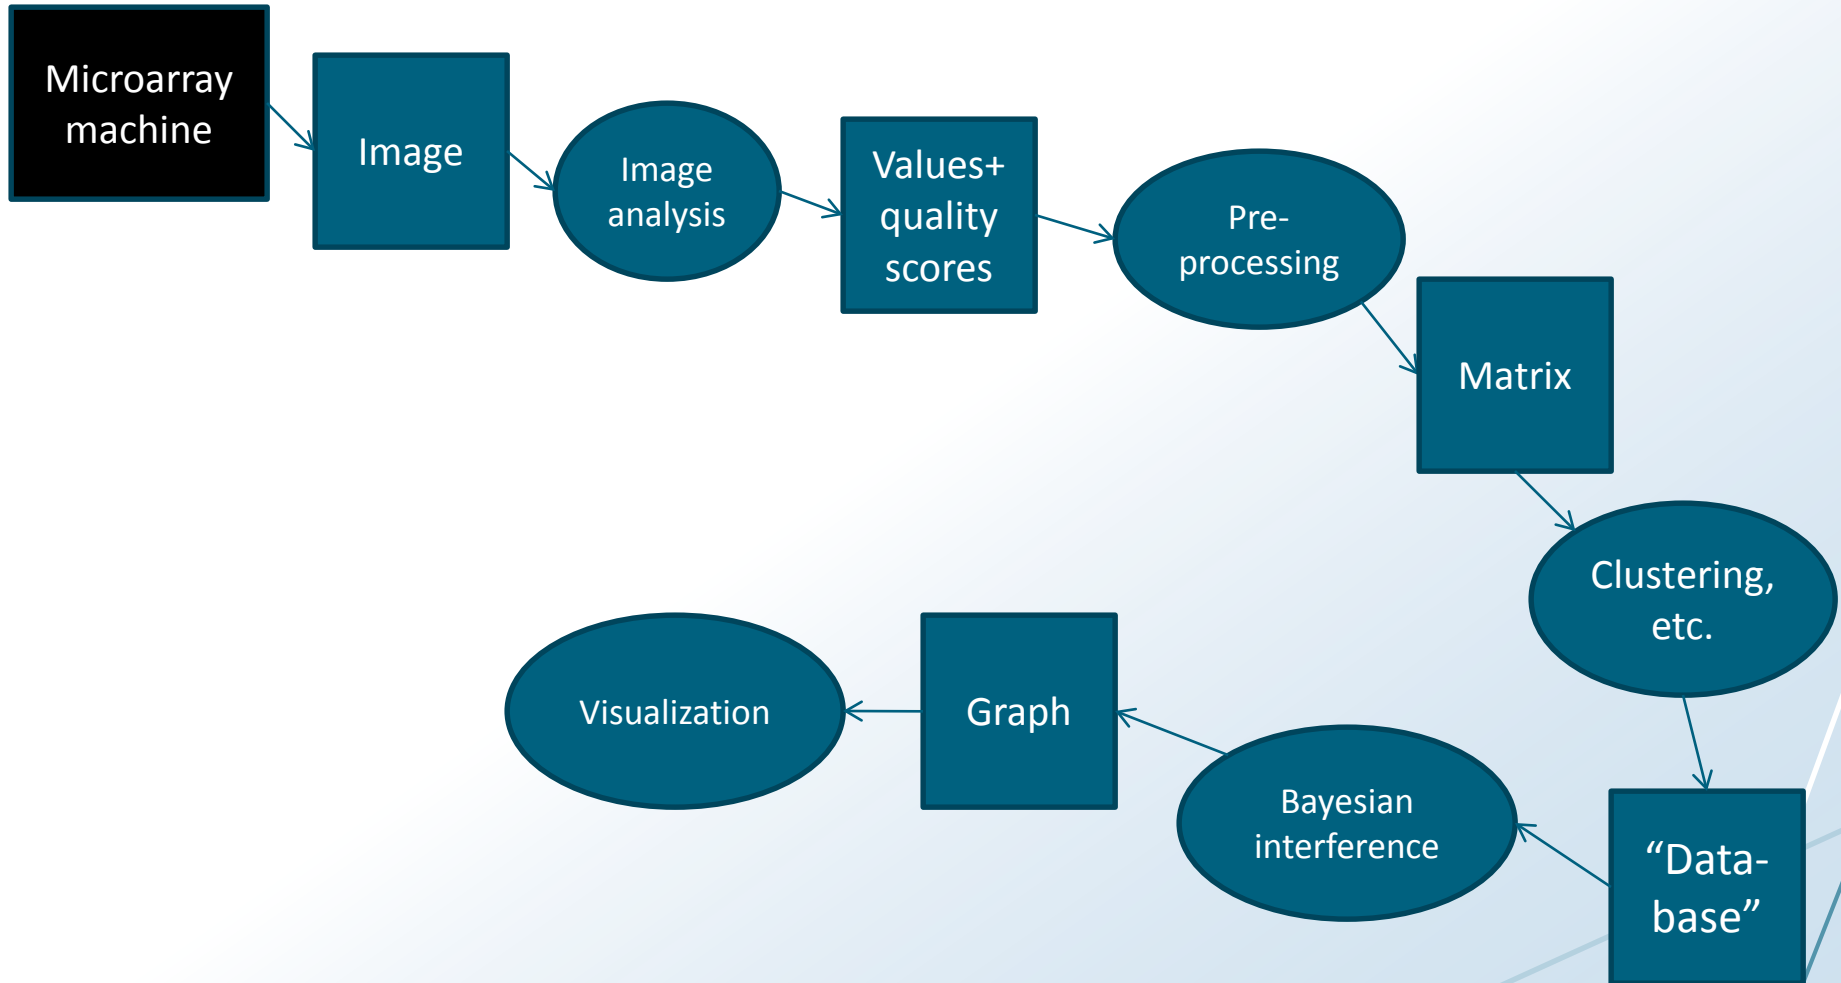 Microarray
machine
Image
Image
analysis
Values+
quality
scores
Pre-
processing
Matrix
Clustering,
etc.
“Data-
base”
Bayesian
interference
Graph
Visualization